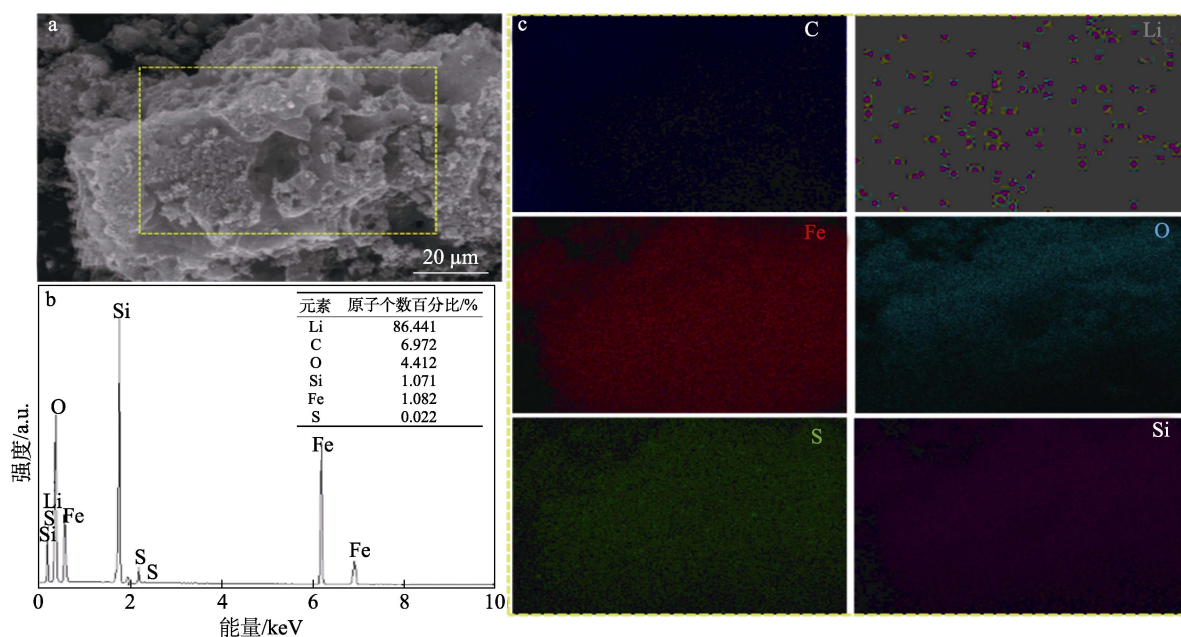 a
20 μm
b
元素 原子个数百分比/%
Li 86.441
C 6.972
O 4.412
Si 1.071
Fe 1.082
S 0.022
Si
O
Li
S
Si
Fe
S
S
Fe
Fe
强度/a.u.
0 2 4 6 8 10
能量/keV
c
C
Li
Fe
O
S
Si